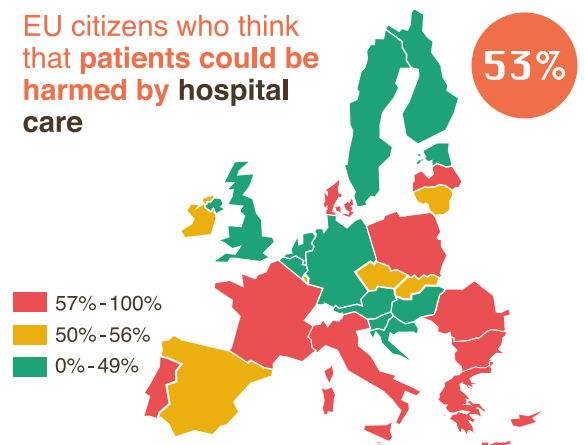 EU citizens who think
that patients could be
harmed by hospital
care
53%
57%-100%
50%-56%
0%-49%